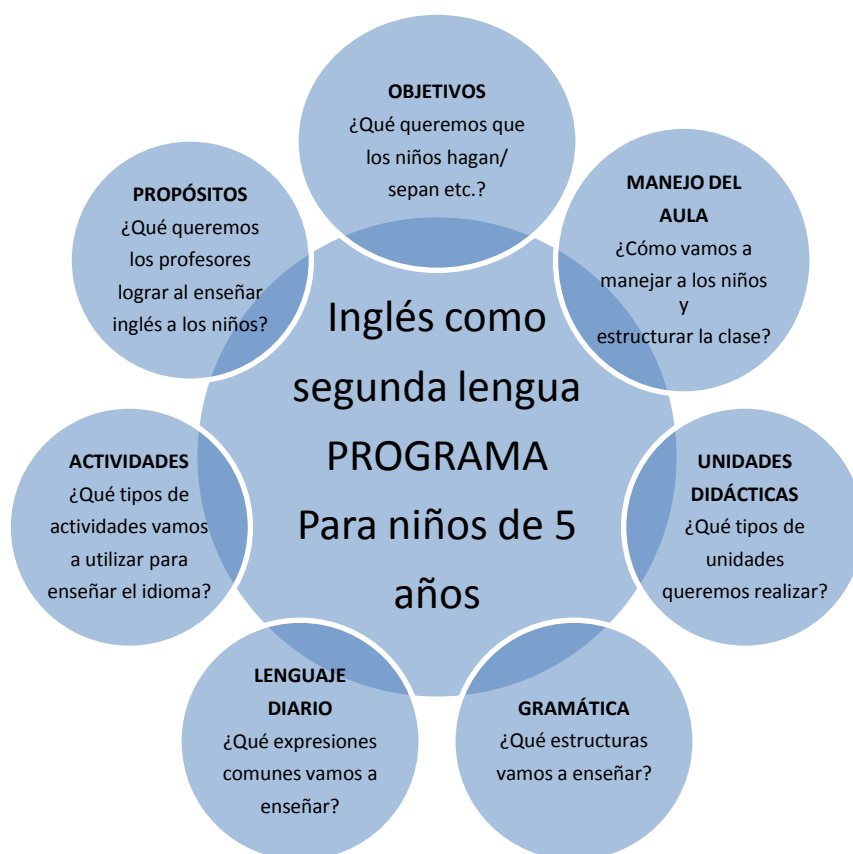 OBJETIVOS
¿Qué queremos que
los niños hagan/
sepan etc.?
MANEJO DEL
AULA
¿Cómo vamos a
manejar a los niños
y
estructurar la clase?
UNIDADES
DIDÁCTICAS
¿Qué tipos de
unidades
queremos realizar?
GRAMÁTICA
¿Qué estructuras
vamos a enseñar?
LENGUAJE
DIARIO
¿Qué expresiones
comunes vamos a
enseñar?
ACTIVIDADES
¿Qué tipos de
actividades vamos
a utilizar para
enseñar el idioma?
PROPÓSITOS
¿Qué queremos
los profesores
lograr al enseñar
inglés a los niños?
Inglés como
segunda lengua
PROGRAMA
Para niños de 5
años